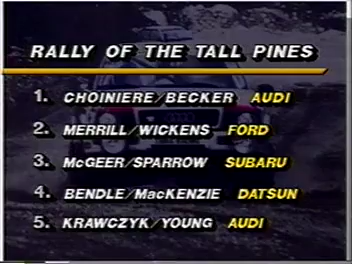 RALLY OF THE TALL PINES
1. CHOINIERE/BECKER AUDI
2. MERRILL/WICKENS FORD
3. McGEER/SPARROW SUBARU
4. BENDLE/MacKENZIE DATSUN
5. KRAWCZYK/YOUNG AUDI